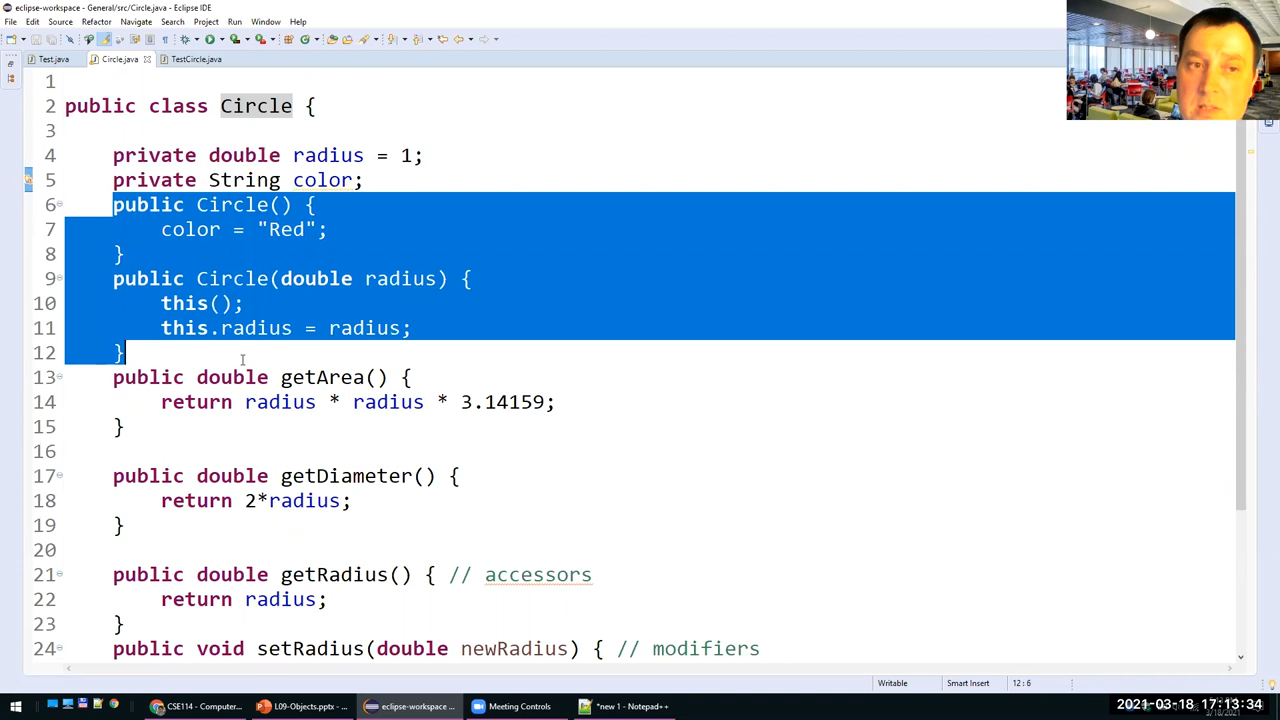 eclipse-workspace - General/src/Circle.java - Eclipse IDE
File Edit Source Refactor Navigate Search Project Run Window Help
Test.java Circle.java TestCircle.java
1
2 public class Circle {
3
4 private double radius = 1;
5 private String color;
6 public Circle() {
7 color = "Red";
8 }
9 public Circle(double radius) {
10 this();
11 this.radius = radius;
12 }
13 public double getArea() {
14 return radius * radius * 3.14159;
15 }
16
17 public double getDiameter() {
18 return 2*radius;
19 }
20
21 public double getRadius() { // accessors
22 return radius;
23 }
24 public void setRadius(double newRadius) { // modifiers
Writable Smart Insert 12 : 6
CSE114 - Computer... L09-Objects.pptx - ... eclipse-workspace ... Meeting Controls *new 1 - Notepad++ 2021-03-18 17:13:34
3/18/2021